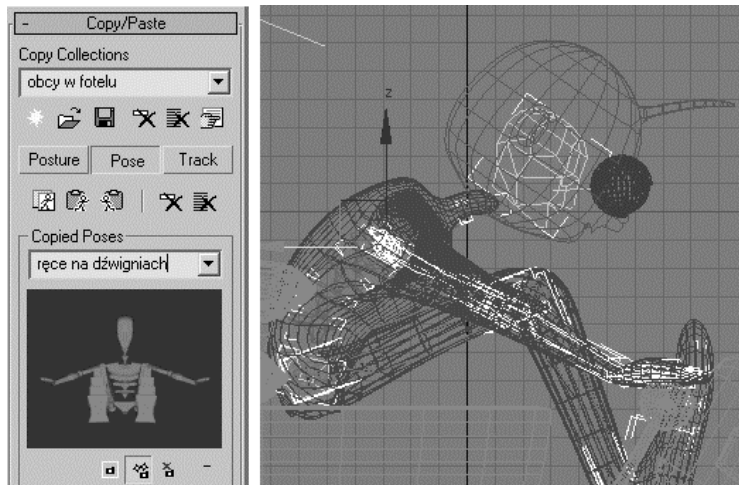 - Copy/Paste
Copy Collections
obcy w fotelu
Posture Pose Track
Copied Poses
ręce na dźwigniach
z